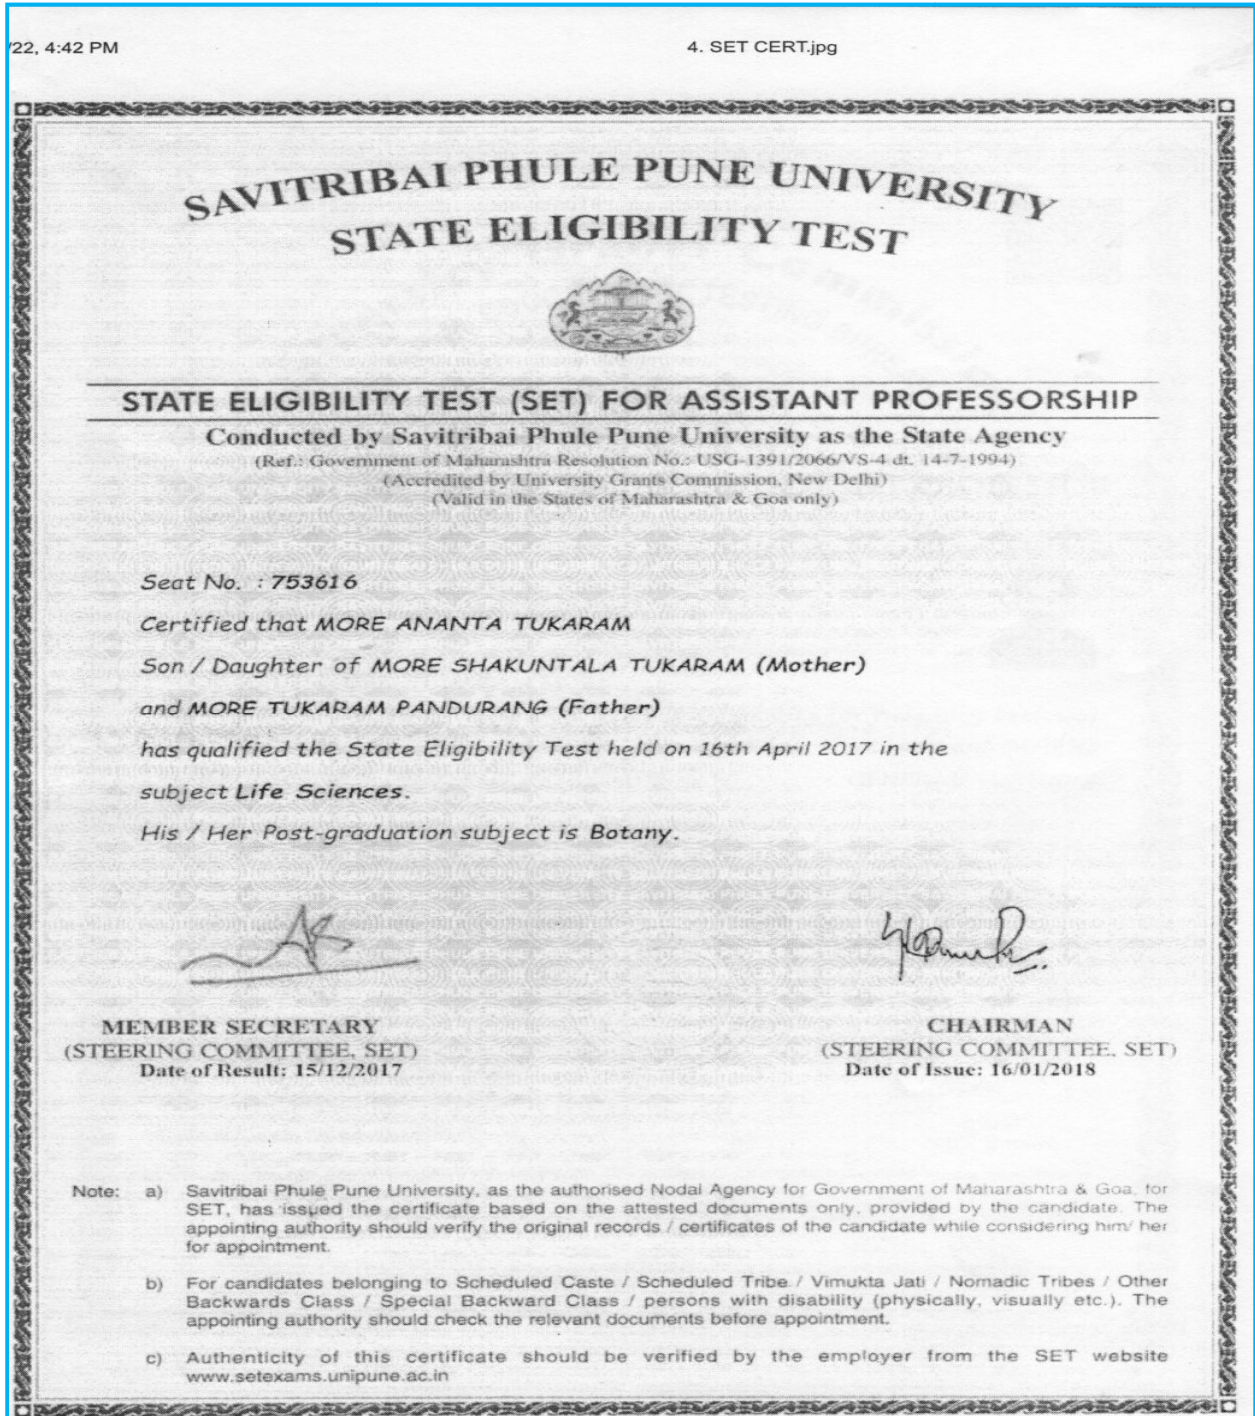 /22, 4:42 PM
4. SET CERT.jpg
SAVITRIBAI PHULE PUNE UNIVERSITY
STATE ELIGIBILITY TEST
STATE ELIGIBILITY TEST (SET) FOR ASSISTANT PROFESSORSHIP
Conducted by Savitribai Phule Pune University as the State Agency
(Ref.: Government of Maharashtra Resolution No.: USG-1391/2066/VS-4 dt. 14-7-1994)
(Accredited by University Grants Commission, New Delhi)
(Valid in the States of Maharashtra & Goa only)
Seat No. : 753616
Certified that MORE ANANTA TUKARAM
Son / Daughter of MORE SHAKUNTALA TUKARAM (Mother)
and MORE TUKARAM PANDURANG (Father)
has qualified the State Eligibility Test held on 16th April 2017 in the
subject Life Sciences.
His / Her Post-graduation subject is Botany.
MEMBER SECRETARY
(STEERING COMMITTEE, SET)
Date of Result: 15/12/2017
CHAIRMAN
(STEERING COMMITTEE, SET)
Date of Issue: 16/01/2018
Note: a) Savitribai Phule Pune University, as the authorised Nodal Agency for Government of Maharashtra & Goa, for
SET, has issued the certificate based on the attested documents only, provided by the candidate. The
appointing authority should verify the original records / certificates of the candidate while considering him/ her
for appointment.
b) For candidates belonging to Scheduled Caste / Scheduled Tribe / Vimukta Jati / Nomadic Tribes / Other
Backwards Class / Special Backward Class / persons with disability (physically, visually etc.). The
appointing authority should check the relevant documents before appointment.
c) Authenticity of this certificate should be verified by the employer from the SET website
www.setexams.unipune.ac.in